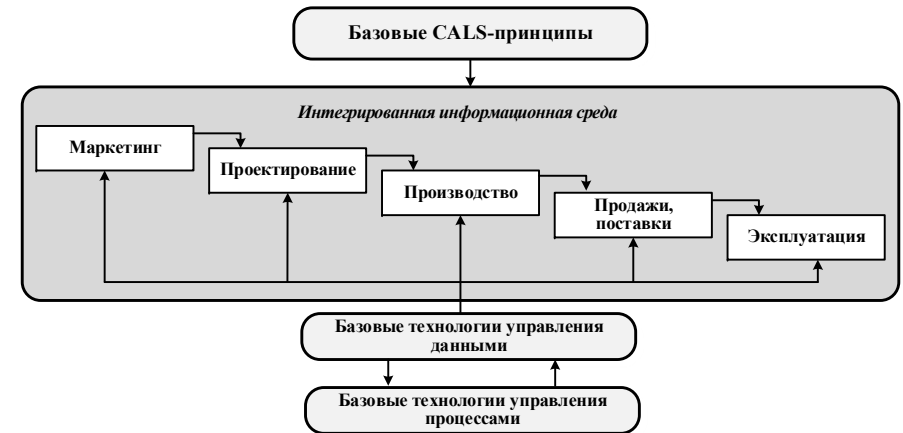 Базовые CALS-принципы
Интегрированная информационная среда
Маркетинг
Проектирование
Производство
Продажи,
поставки
Эксплуатация
Базовые технологии управления
данными
Базовые технологии управления
процессами